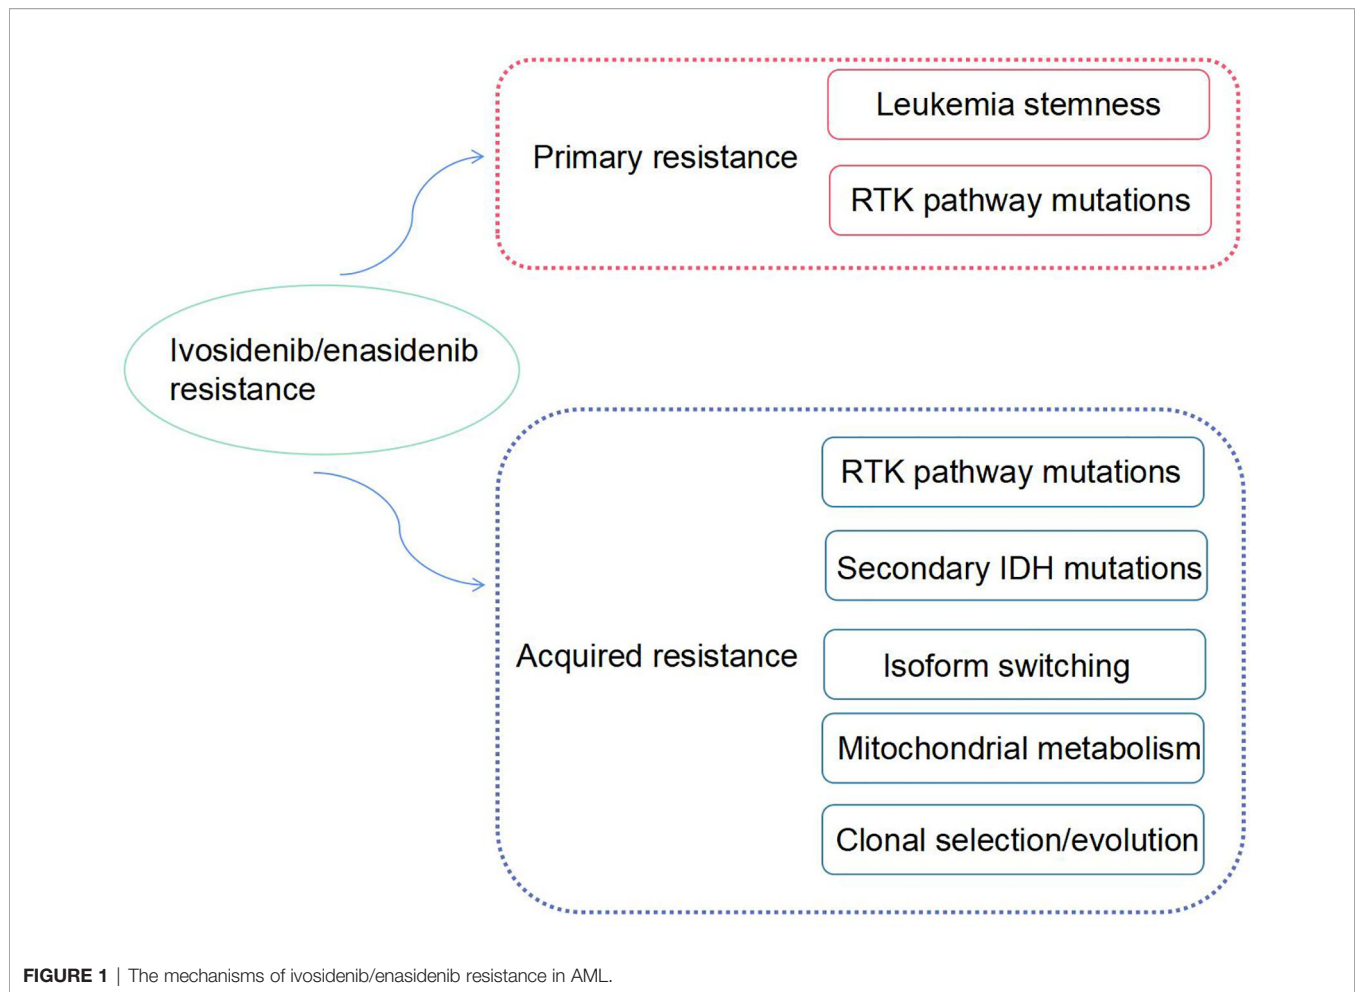 Leukemia stemness
Primary resistance
RTK pathway mutations
Ivosidenib/enasidenib
resistance
RTK pathway mutations
Secondary IDH mutations
Acquired resistance
Isoform switching
Mitochondrial metabolism
Clonal selection/evolution
FIGURE 1 | The mechanisms of ivosidenib/enasidenib resistance in AML.